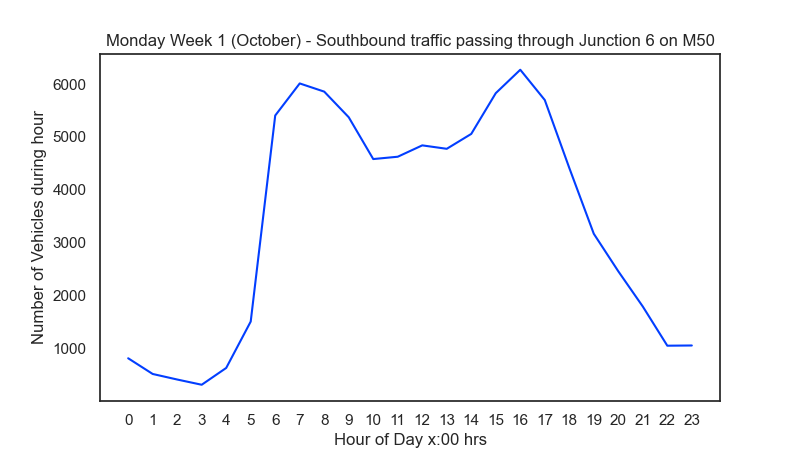 Monday Week 1 (October) - Southbound traffic passing through Junction 6 on M50
Number of Vehicles during hour
6000
5000
4000
3000
2000
1000
0 1 2 3 4 5 6 7 8 9 10 11 12 13 14 15 16 17 18 19 20 21 22 23
Hour of Day x:00 hrs